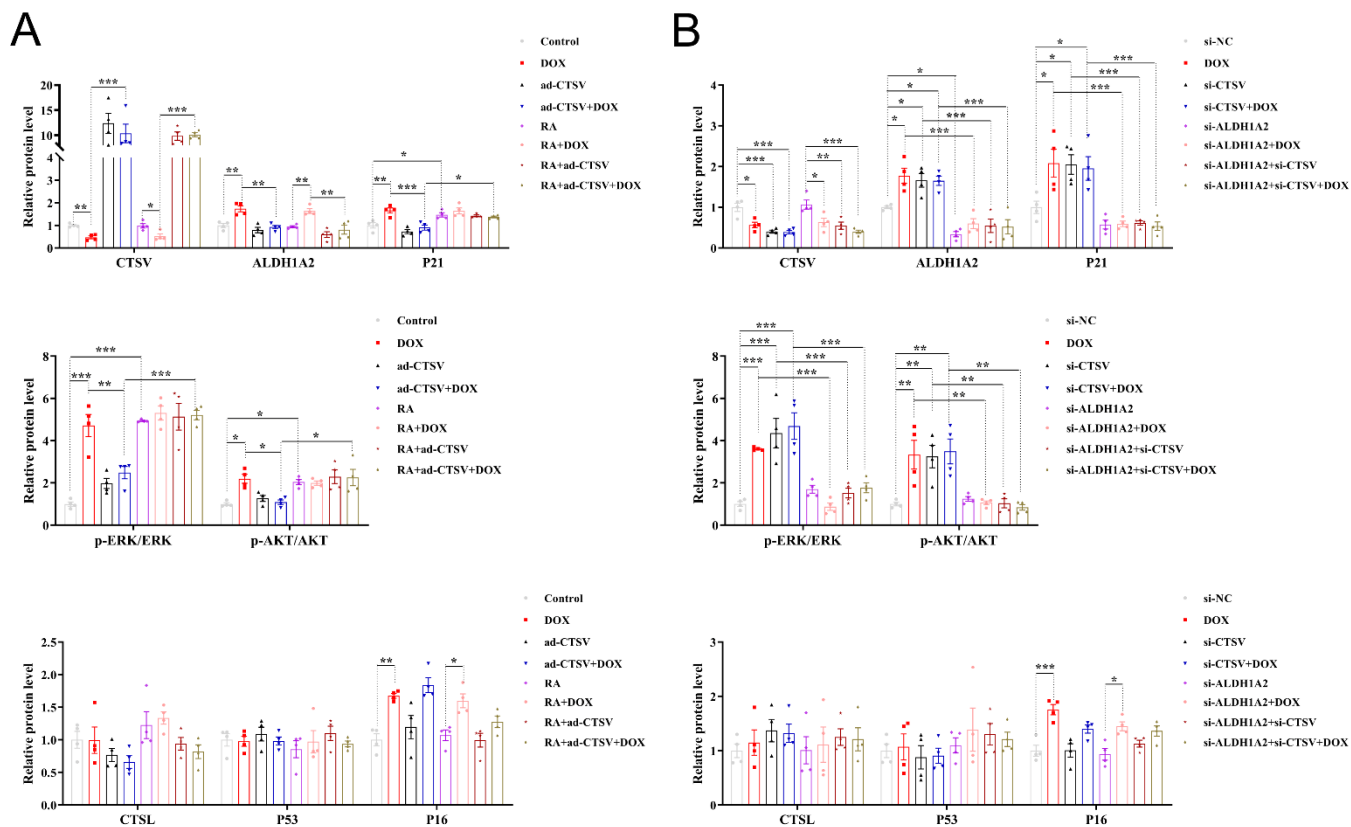 A
Relative protein level
20
15
10
5
4
3
2
1
0
** *** * *** ** ** ** ** ** *** * *
CTSV ALDH1A2 P21
Control
DOX
ad-CTSV
ad-CTSV+DOX
RA
RA+DOX
RA+ad-CTSV
RA+ad-CTSV+DOX
Relative protein level
8
6
4
2
0
*** *** ** *** * * * *
p-ERK/ERK p-AKT/AKT
Control
DOX
ad-CTSV
ad-CTSV+DOX
RA
RA+DOX
RA+ad-CTSV
RA+ad-CTSV+DOX
Relative protein level
2.5
2.0
1.5
1.0
0.5
0.0
** *
CTSL P53 P16
Control
DOX
ad-CTSV
ad-CTSV+DOX
RA
RA+DOX
RA+ad-CTSV
RA+ad-CTSV+DOX
B
Relative protein level
4
3
2
1
0
*** *** * *** ** * * * * * *** *** *** * * * *** *** ***
CTSV ALDH1A2 P21
si-NC
DOX
si-CTSV
si-CTSV+DOX
si-ALDH1A2
si-ALDH1A2+DOX
si-ALDH1A2+si-CTSV
si-ALDH1A2+si-CTSV+DOX
Relative protein level
8
6
4
2
0
*** *** *** *** *** *** ** ** ** ** ** **
p-ERK/ERK p-AKT/AKT
si-NC
DOX
si-CTSV
si-CTSV+DOX
si-ALDH1A2
si-ALDH1A2+DOX
si-ALDH1A2+si-CTSV
si-ALDH1A2+si-CTSV+DOX
Relative protein level
3
2
1
0
*** *
CTSL P53 P16
si-NC
DOX
si-CTSV
si-CTSV+DOX
si-ALDH1A2
si-ALDH1A2+DOX
si-ALDH1A2+si-CTSV
si-ALDH1A2+si-CTSV+DOX